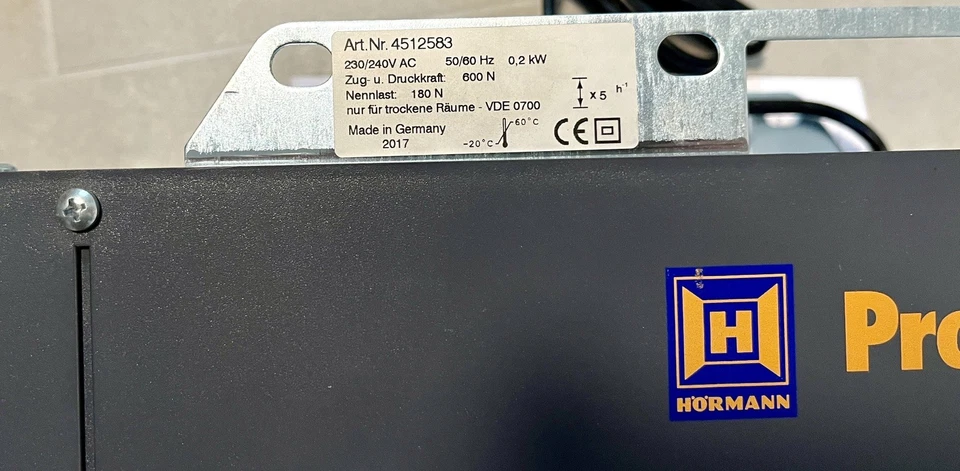 Art.Nr. 4512583
230/240V AC 50/60 Hz 0,2 kW
Zug- u. Druckkraft: 600 N
Nennlast: 180 N
x 5 h⁻¹
nur für trockene Räume - VDE 0700
Made in Germany
2017
-20°C
60°C
CE
H
HÖRMANN
Pro